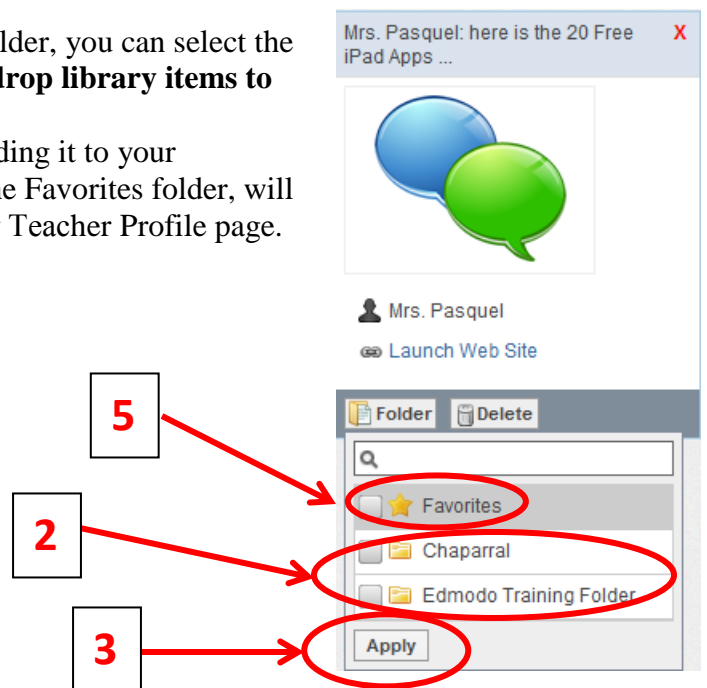 older, you can select the
drop library items to
ding it to your
ne Favorites folder, will
Teacher Profile page.
Mrs. Pasquel: here is the 20 Free X
iPad Apps ...
Mrs. Pasquel
Launch Web Site
Folder Delete
Favorites
Chaparral
Edmodo Training Folder
Apply
5
2
3